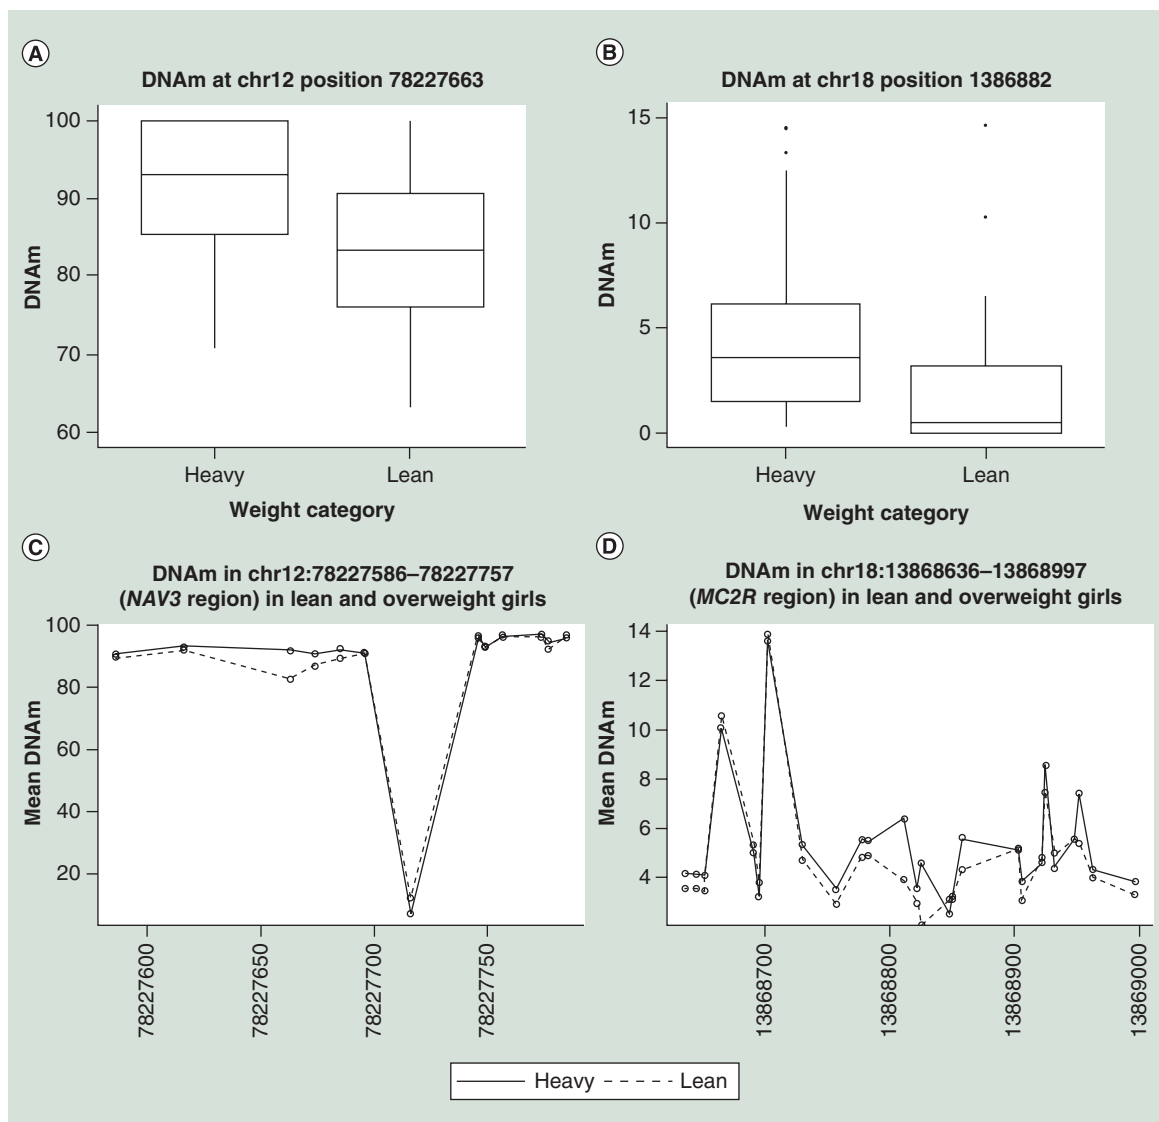 A
DNAm at chr12 position 78227663
100
90
80
70
60
DNAm
Heavy
Lean
Weight category
B
DNAm at chr18 position 1386882
15
10
5
0
DNAm
Heavy
Lean
Weight category
C
DNAm in chr12:78227586–78227757
(NAV3 region) in lean and overweight girls
100
80
60
40
20
Mean DNAm
78227600
78227650
78227700
78227750
D
DNAm in chr18:13868636–13868997
(MC2R region) in lean and overweight girls
14
12
10
8
6
4
Mean DNAm
13868700
13868800
13868900
13869000
Heavy
Lean